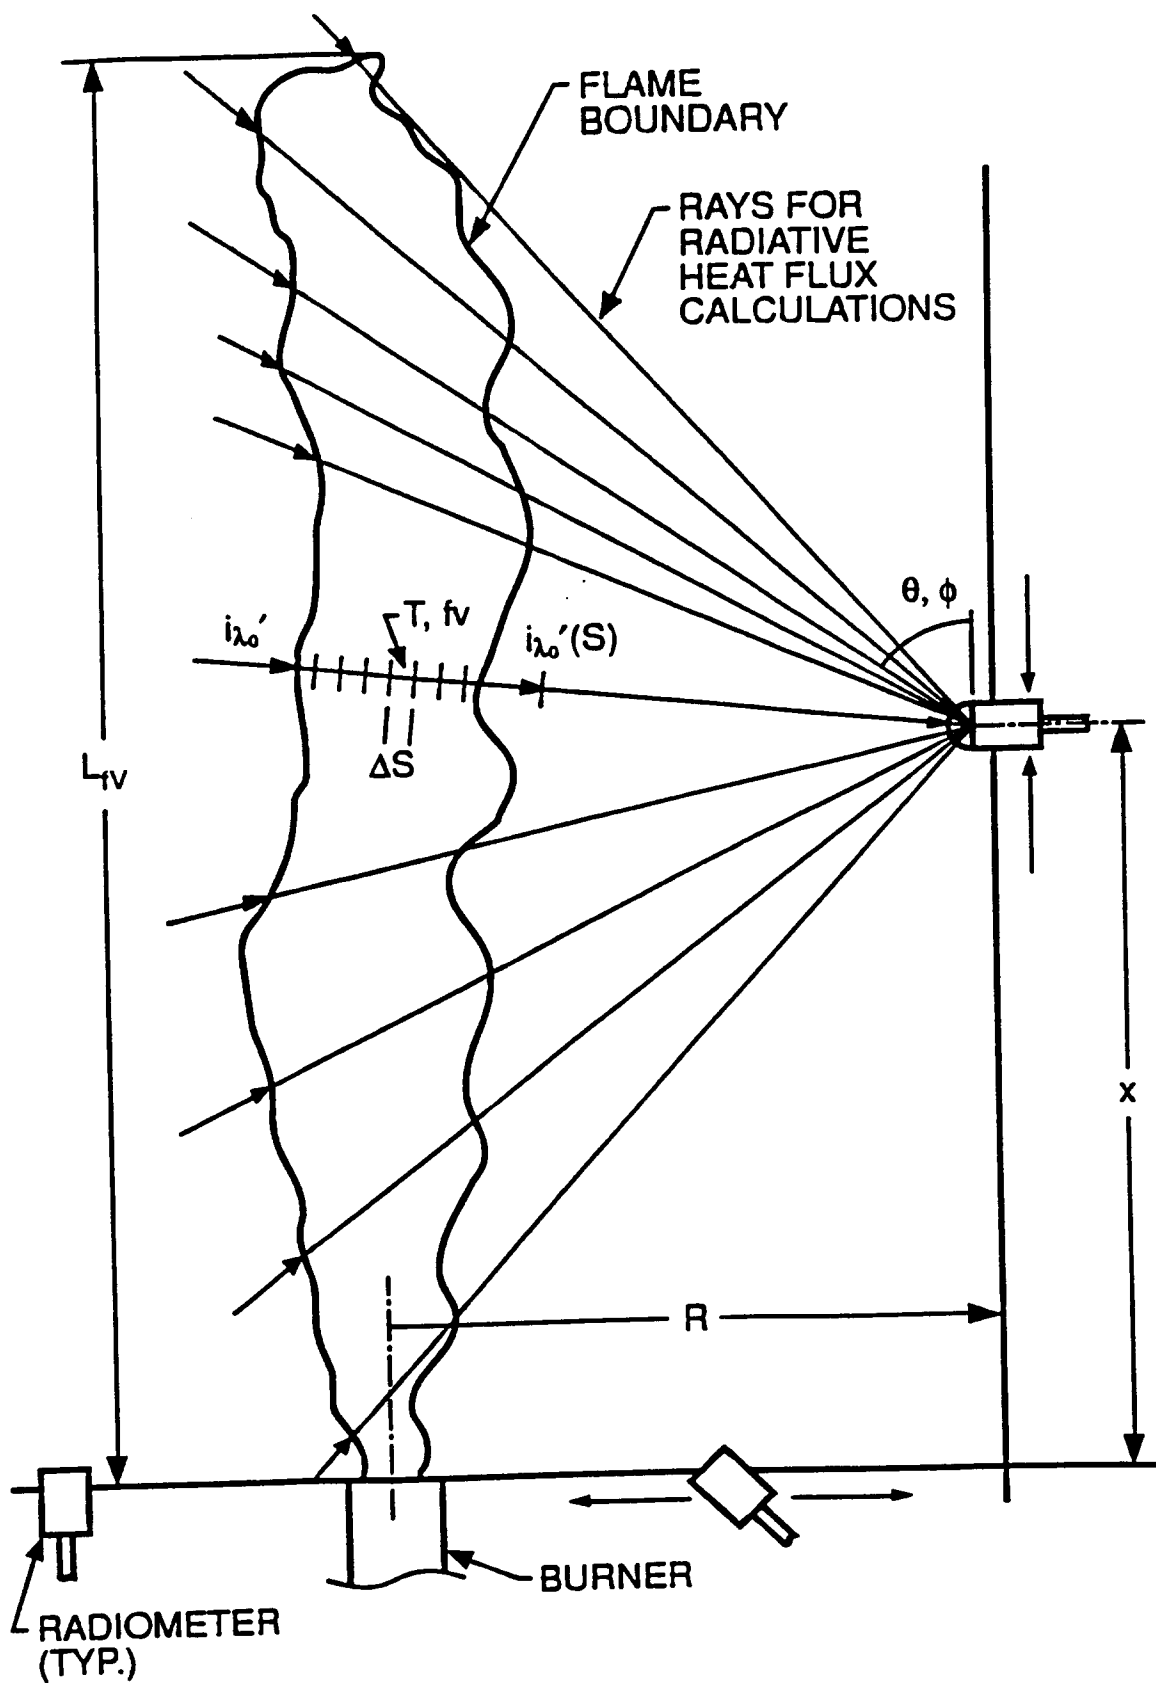 FLAME
BOUNDARY
RAYS FOR
RADIATIVE
HEAT FLUX
CALCULATIONS
θ, ϕ
iλo′
T, fv
iλo′(S)
ΔS
Lfv
x
R
BURNER
RADIOMETER
(TYP.)